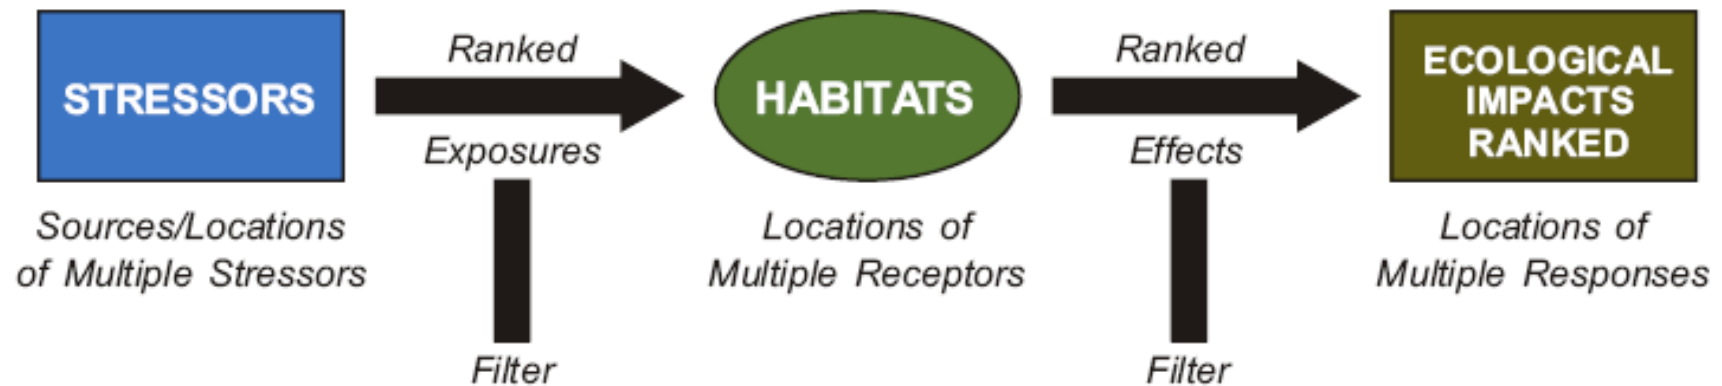 STRESSORS
Sources/Locations
of Multiple Stressors
Ranked
Exposures
Filter
HABITATS
Locations of
Multiple Receptors
Ranked
Effects
Filter
ECOLOGICAL
IMPACTS
RANKED
Locations of
Multiple Responses